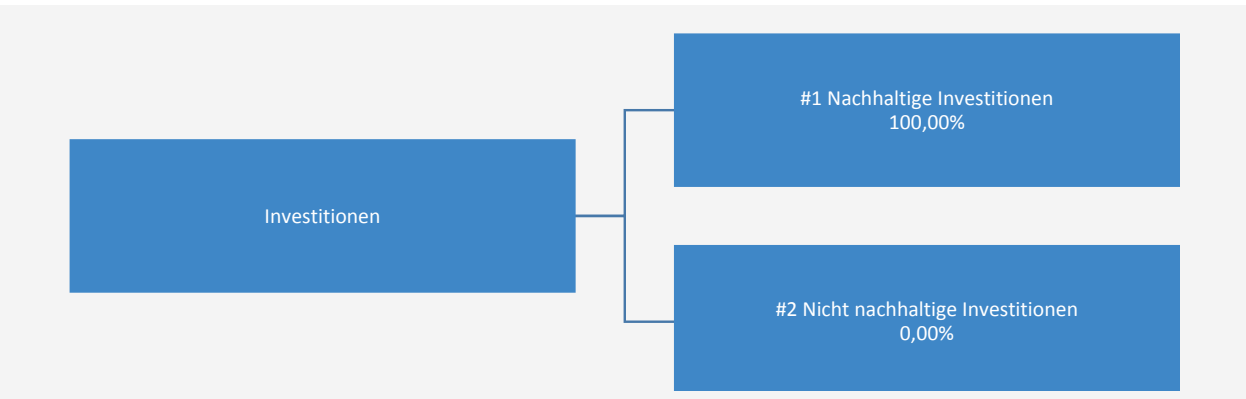 #1 Nachhaltige Investitionen
100,00%
Investitionen
#2 Nicht nachhaltige Investitionen
0,00%